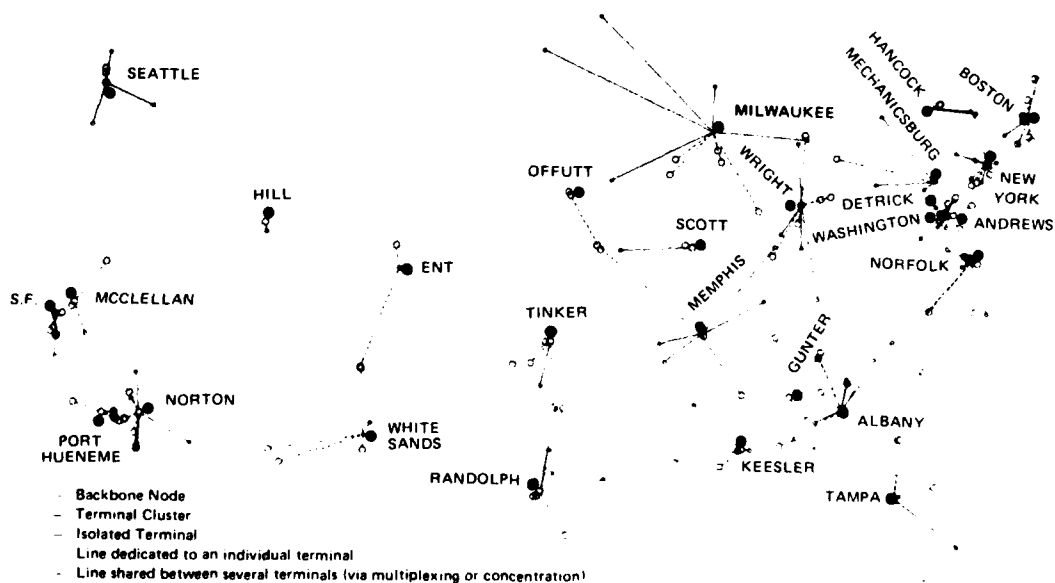 HANCOCK
MECHANICSBURG
BOSTON
SEATTLE
MILWAUKEE
WRIGHT
OFFUTT
HILL
DETRICK
NEW
YORK
SCOTT
WASHINGTON
ANDREWS
ENT
NORFOLK
MEMPHIS
S.F.
MCCLELLAN
TINKER
GUNTER
NORTON
ALBANY
PORT
HUENEME
WHITE
SANDS
KEESLER
RANDOLPH
TAMPA
Backbone Node
Terminal Cluster
Isolated Terminal
Line dedicated to an individual terminal
Line shared between several terminals (via multiplexing or concentration)